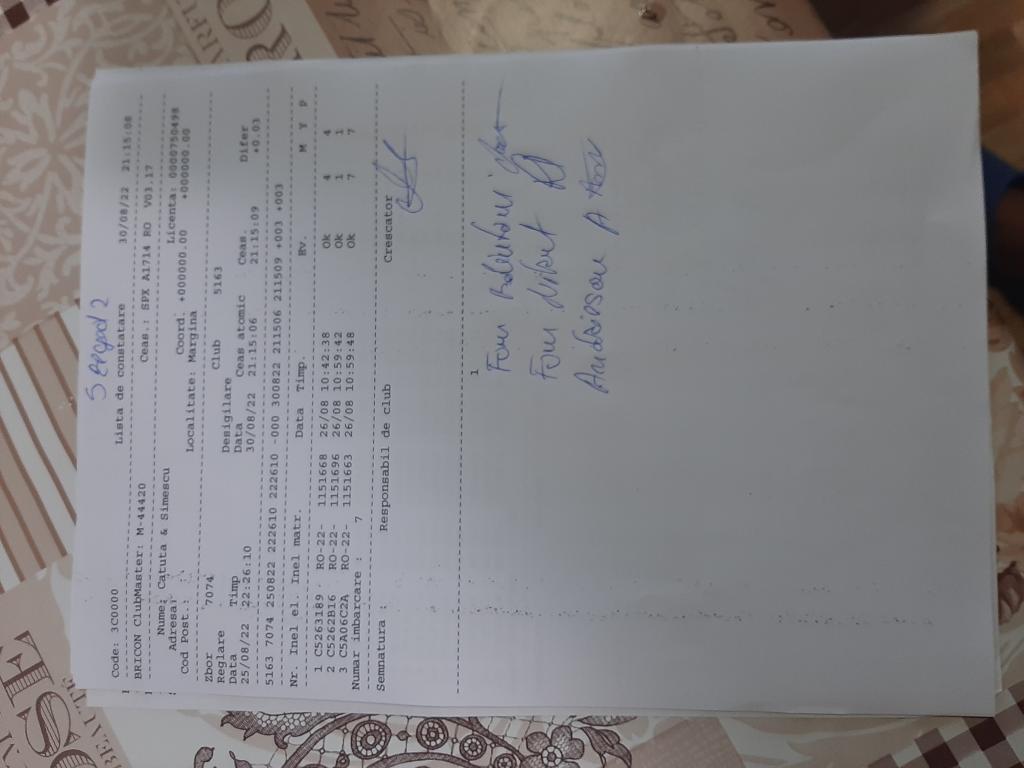 Sergood 2
Code: 3C0000 Lista de constatare 30/08/22 21:15:08
BRICON ClubMaster: M-44420 Ceas.: SPX A1714 RO V03.17
Nume: Catuta & Simescu
Adresa: Coord. +000000.00 Licenta: 0000750498
Cod Post.: Localitate: Margina +000000.00
Zbor 7074 Club 5163
Reglare Desigilare
Data Timp Data Ceas atomic Ceas. Difer
25/08/22 22:26:10 30/08/22 21:15:06 21:15:09 +0.03
5163 7074 250822 222610 222610 -000 300822 211506 211509 +003 +003
Nr. Inel el. Inel matr. Data Timp. Ev. M T P
1 C5263189 RO-22- 1151668 26/08 10:42:38 Ok 4 4
2 C5262B16 RO-22- 1151696 26/08 10:59:42 Ok 1 1
3 C5A06C2A RO-22- 1151663 26/08 10:59:48 Ok 7 7
Numar imbarcare : 7
Semnatura : Responsabil de club Crescator
1